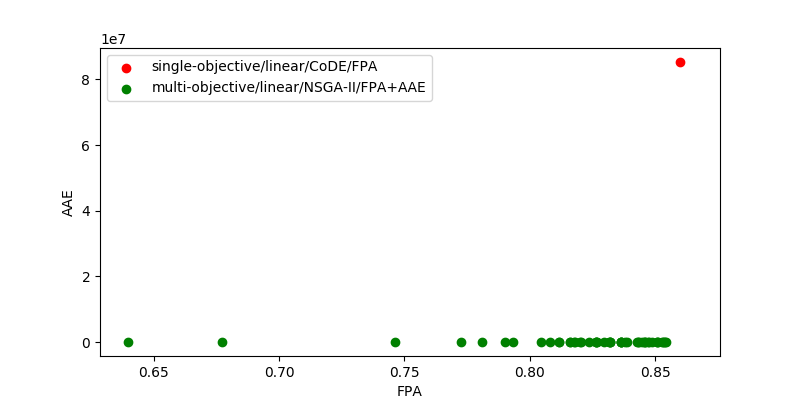 1e7
single-objective/linear/CoDE/FPA
multi-objective/linear/NSGA-II/FPA+AAE
8
6
4
2
0
AAE
0.65 0.70 0.75 0.80 0.85
FPA